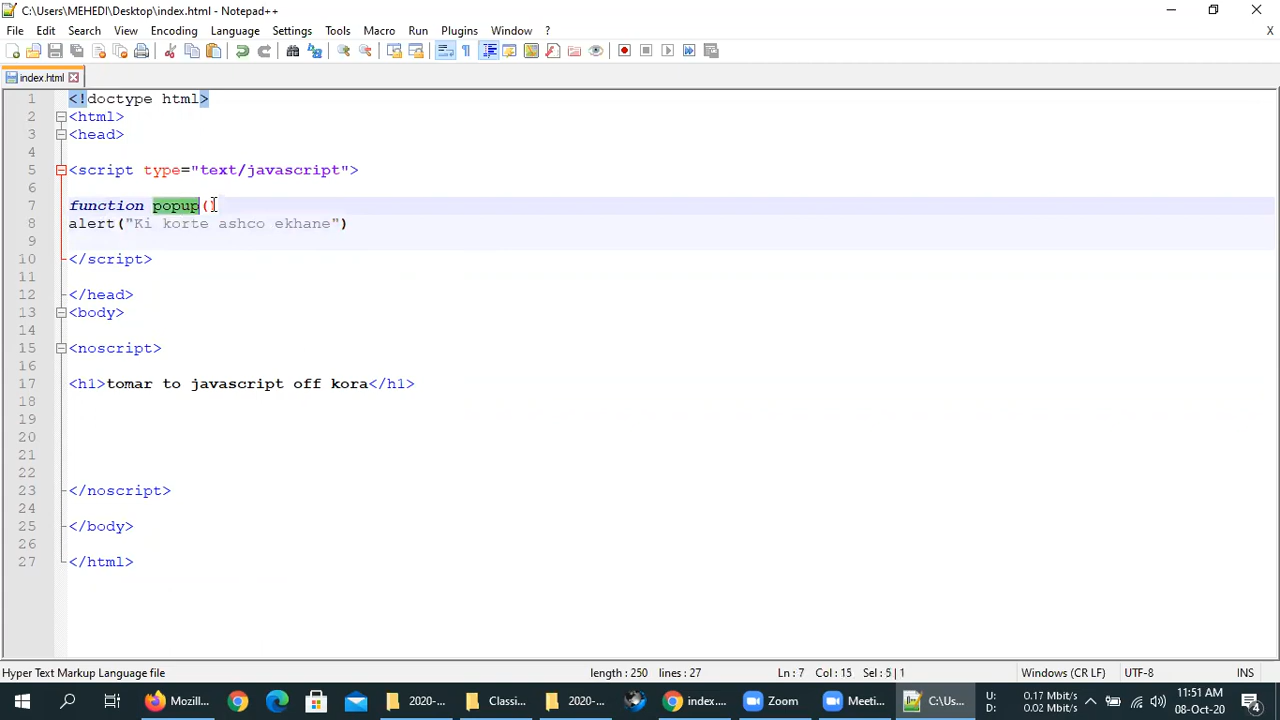 C:\Users\MEHEDI\Desktop\index.html - Notepad++
File Edit Search View Encoding Language Settings Tools Macro Run Plugins Window ? X
index.html
1 <!doctype html>
2 <html>
3 <head>
4
5 <script type="text/javascript">
6
7 function popup()
8 alert("Ki korte ashco ekhane")
9
10 </script>
11
12 </head>
13 <body>
14
15 <noscript>
16
17 <h1>tomar to javascript off kora</h1>
18
19
20
21
22
23 </noscript>
24
25 </body>
26
27 </html>
Hyper Text Markup Language file length : 250 lines : 27 Ln : 7 Col : 15 Sel : 5 | 1 Windows (CR LF) UTF-8 INS
Mozill... 2020-... Classi... 2020-... index.... Zoom Meeti... C:\Us... U: 0.17 Mbit/s 11:51 AM
D: 0.02 Mbit/s 08-Oct-20 4